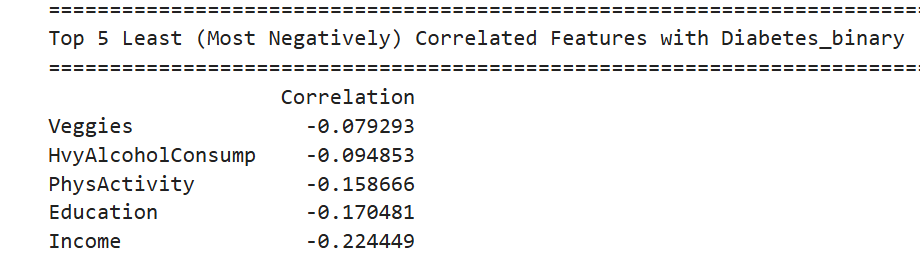 ===========================================================================
Top 5 Least (Most Negatively) Correlated Features with Diabetes_binary
===========================================================================
Correlation
Veggies -0.079293
HvyAlcoholConsump -0.094853
PhysActivity -0.158666
Education -0.170481
Income -0.224449